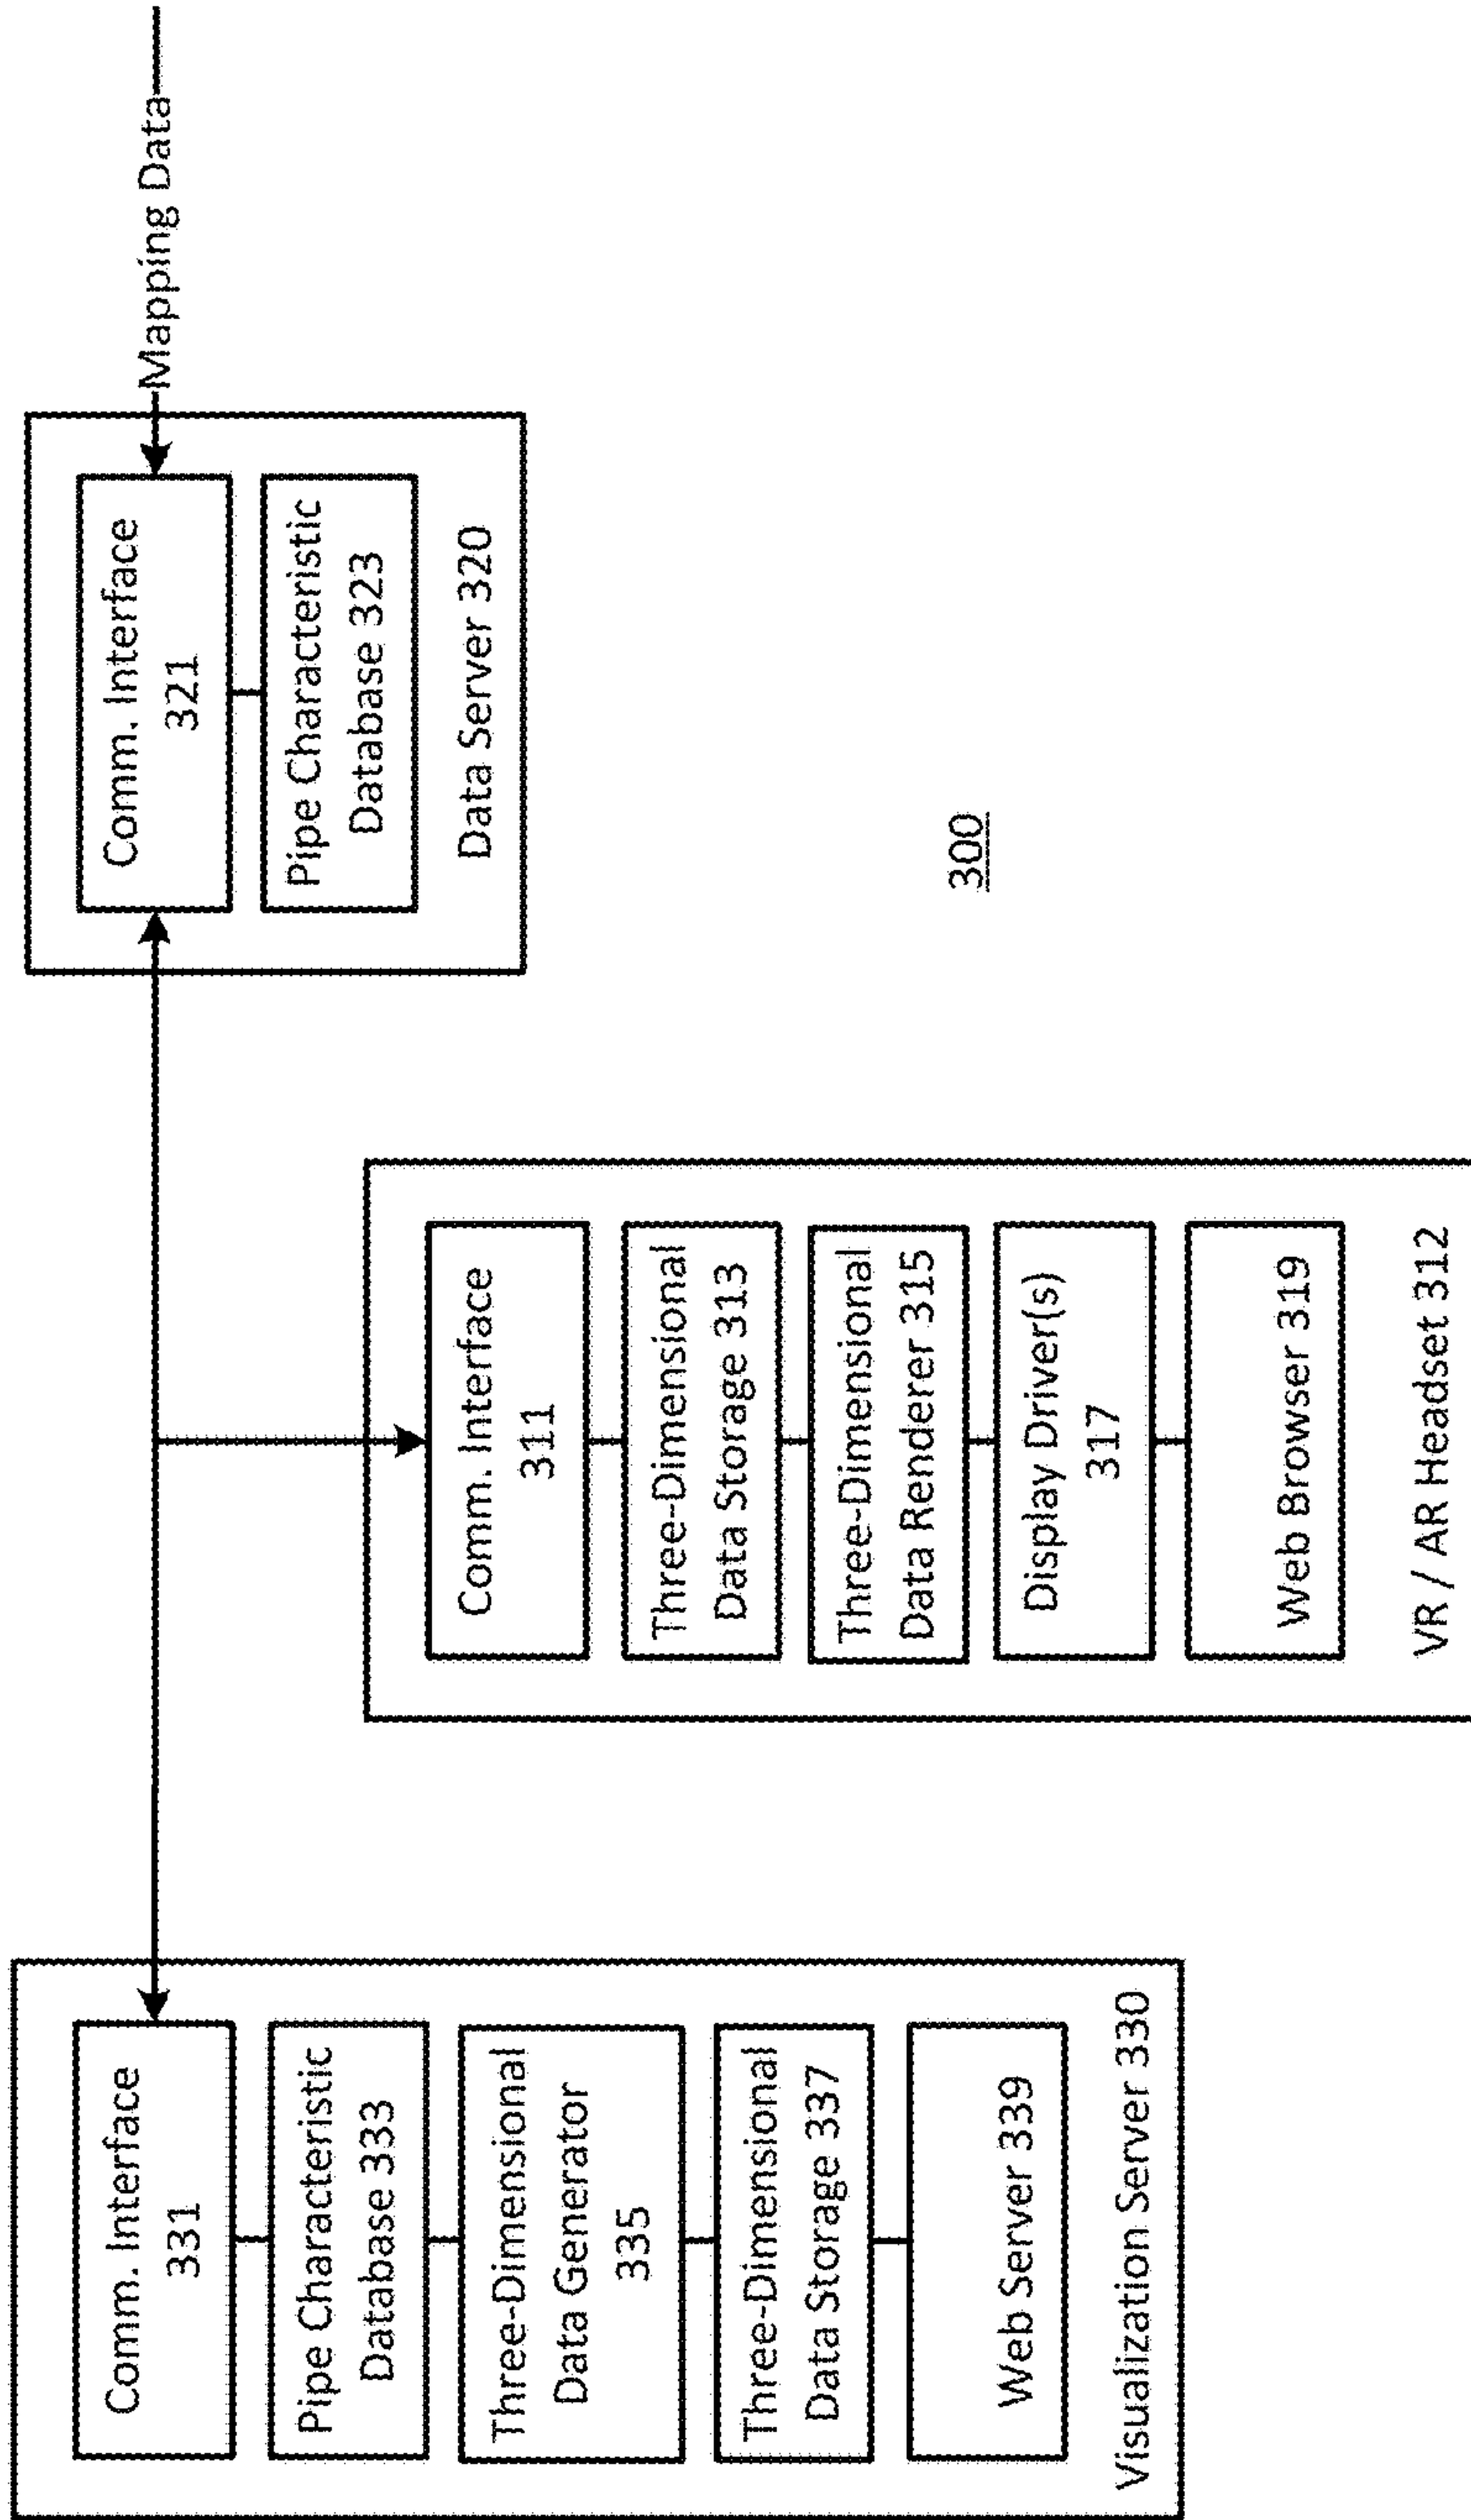 Comm. Interface
331
Pipe Characteristic
Database 333
Three-Dimensional
Data Generator
335
Three-Dimensional
Data Storage 337
Web Server 339
Visualization Server 330
Comm. Interface
311
Three-Dimensional
Data Storage 313
Three-Dimensional
Data Renderer 315
Display Driver(s)
317
Web Browser 319
VR / AR Headset 312
Comm. Interface
321
Pipe Characteristic
Database 323
Data Server 320
Mapping Data
300